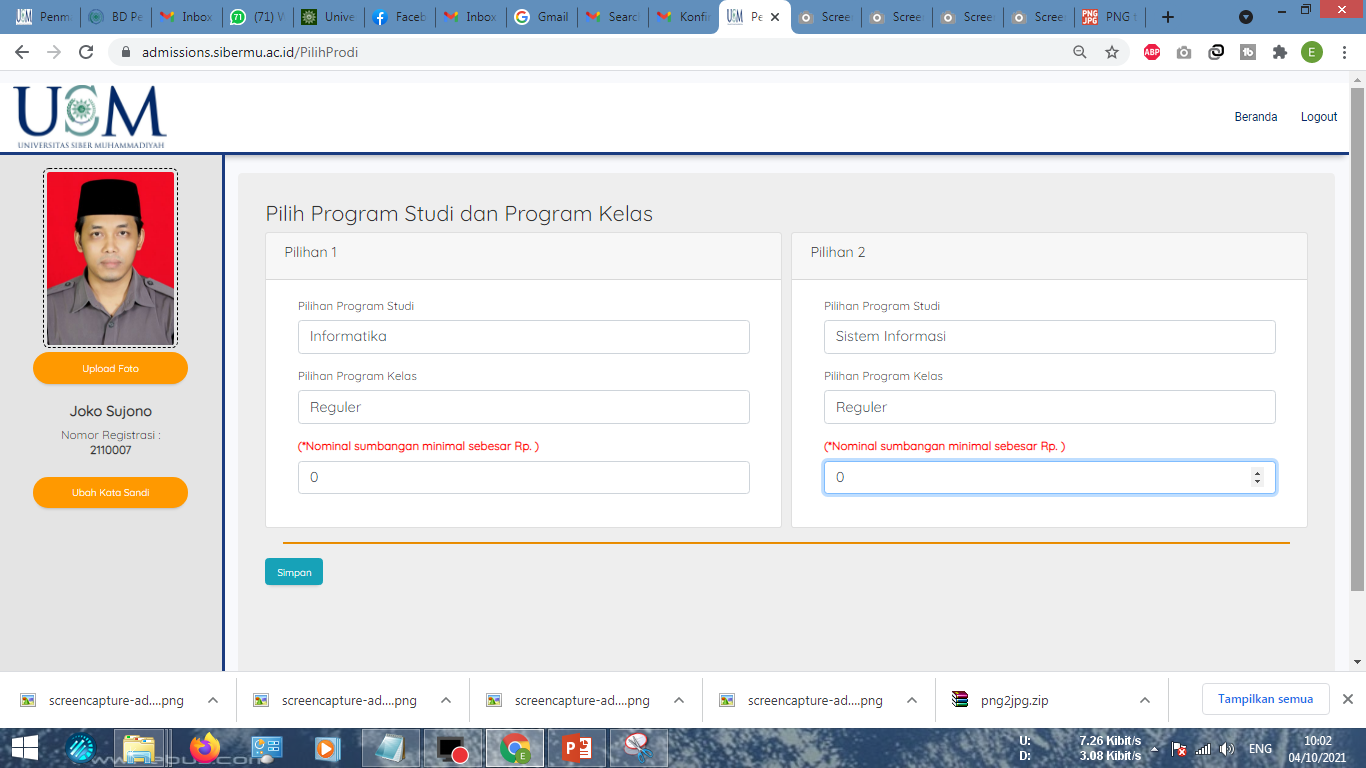 Penm
BD Pe
Inbox
(71) V
Unive
Faceb
Inbox
Gmail
Searc
Konfir
Pe
Scree
Scree
Scree
Scree
PNG t
admissions.sibermu.ac.id/PilihProdi
ABP
E
USM
UNIVERSITAS SIBER MUHAMMADIYAH
Beranda
Logout
Upload Foto
Joko Sujono
Nomor Registrasi :
2110007
Ubah Kata Sandi
Pilih Program Studi dan Program Kelas
Pilihan 1
Pilihan Program Studi
Informatika
Pilihan Program Kelas
Reguler
(*Nominal sumbangan minimal sebesar Rp. )
0
Pilihan 2
Pilihan Program Studi
Sistem Informasi
Pilihan Program Kelas
Reguler
(*Nominal sumbangan minimal sebesar Rp. )
0
Simpan
screencapture-ad....png
screencapture-ad....png
screencapture-ad....png
screencapture-ad....png
png2jpg.zip
Tampilkan semua
U: 7.26 Kibit/s
D: 3.08 Kibit/s
ENG
10:02
04/10/2021